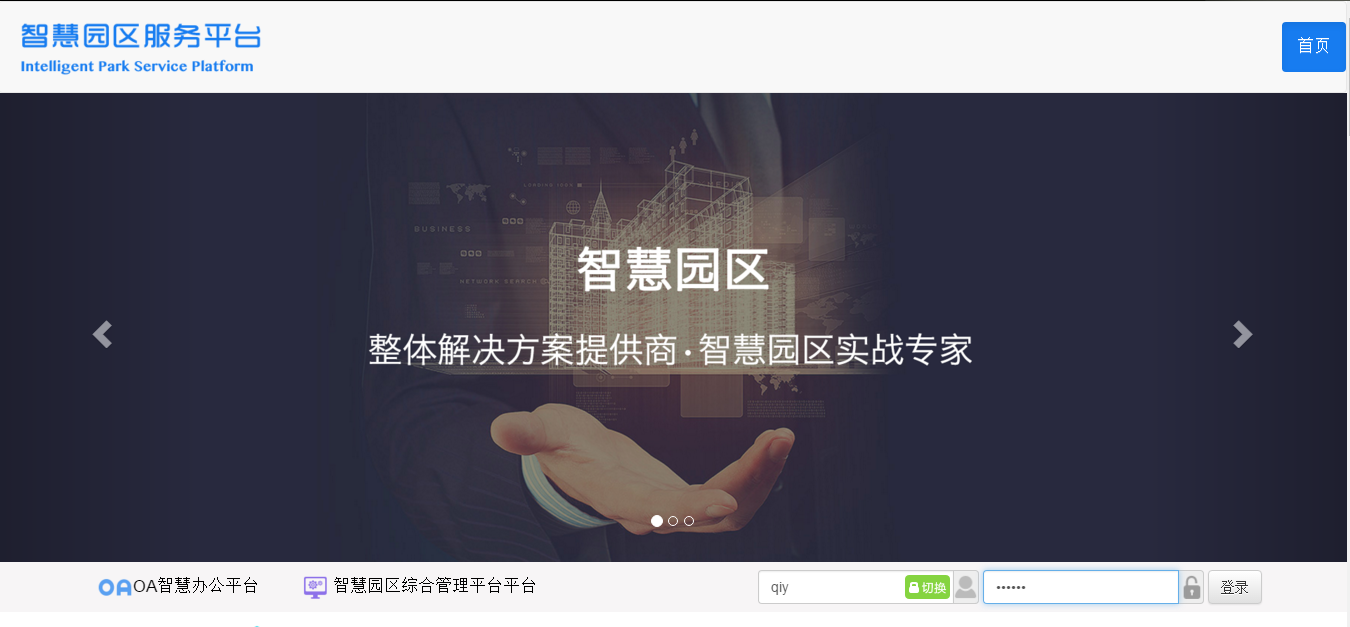 智慧园区服务平台
Intelligent Park Service Platform
首页
BUSINESS
NETWORK SEARCH
智慧园区
整体解决方案提供商·智慧园区实战专家
OA OA智慧办公平台
智慧园区综合管理平台平台
qiy
切换
••••••
登录